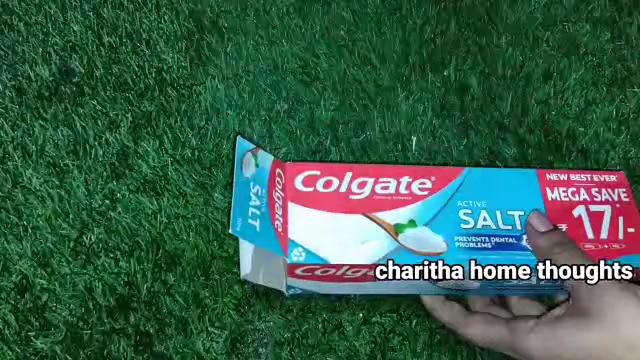 Colgate
ACTIVE
SALT
PREVENTS DENTAL
PROBLEMS*
NEW BEST EVER*
MEGA SAVE
₹17/-
SALT
Colgate
charitha home thoughts